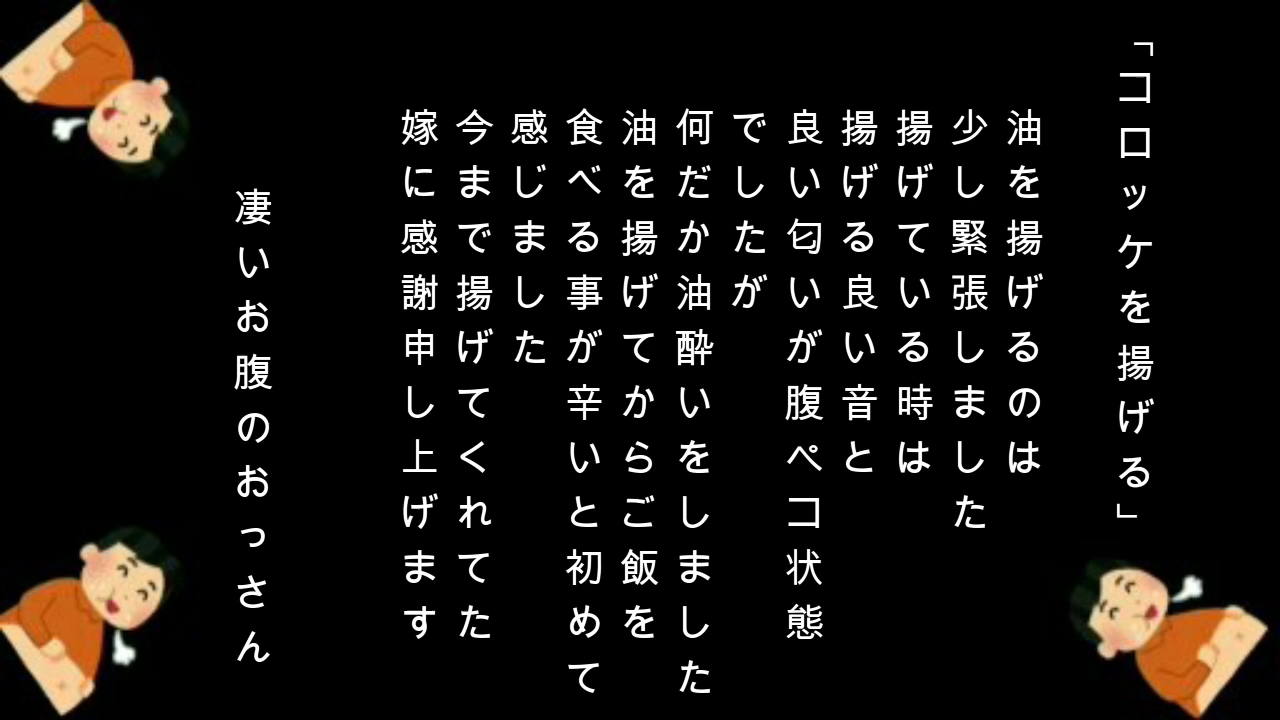 「コロッケを揚げる」
油を揚げるのは
少し緊張しました
揚げている時は
揚げる良い音と
良い匂いが腹ペコ状態
でしたが
何だか油酔いをしました
油を揚げてからご飯を
食べる事が辛いと初めて
感じました
今まで揚げてくれてた
嫁に感謝申し上げます
凄いお腹のおっさん